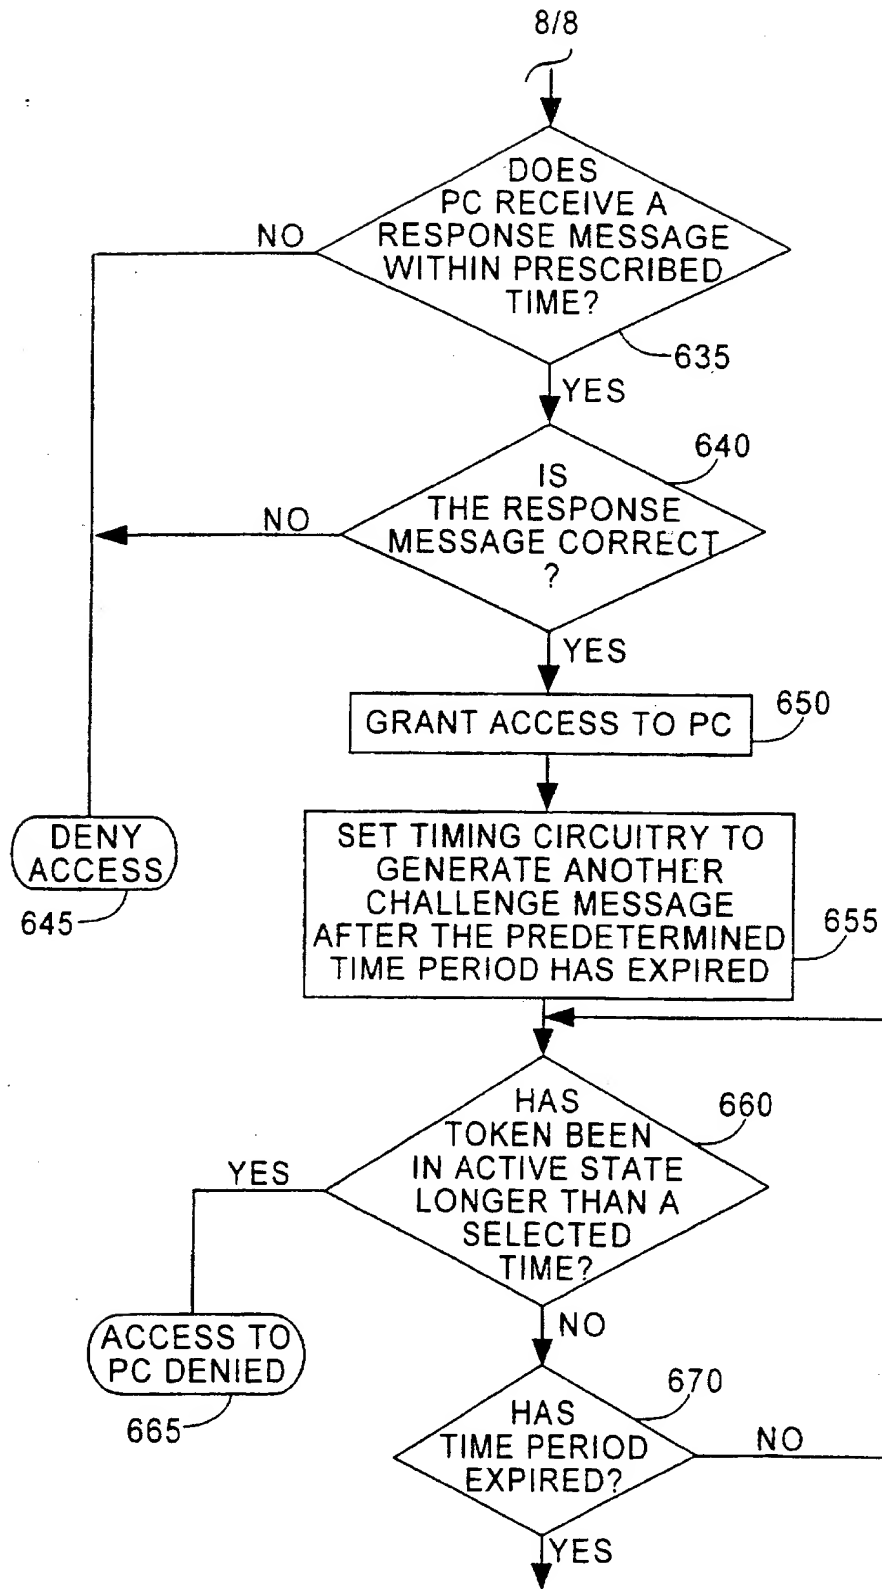 8/8
DOES
PC RECEIVE A
RESPONSE MESSAGE
WITHIN PRESCRIBED
TIME?
NO
635
YES
640
IS
THE RESPONSE
MESSAGE CORRECT
?
NO
YES
GRANT ACCESS TO PC
650
DENY
ACCESS
645
SET TIMING CIRCUITRY TO
GENERATE ANOTHER
CHALLENGE MESSAGE
AFTER THE PREDETERMINED
TIME PERIOD HAS EXPIRED
655
HAS
TOKEN BEEN
IN ACTIVE STATE
LONGER THAN A
SELECTED
TIME?
660
YES
NO
ACCESS TO
PC DENIED
665
670
HAS
TIME PERIOD
EXPIRED?
NO
YES